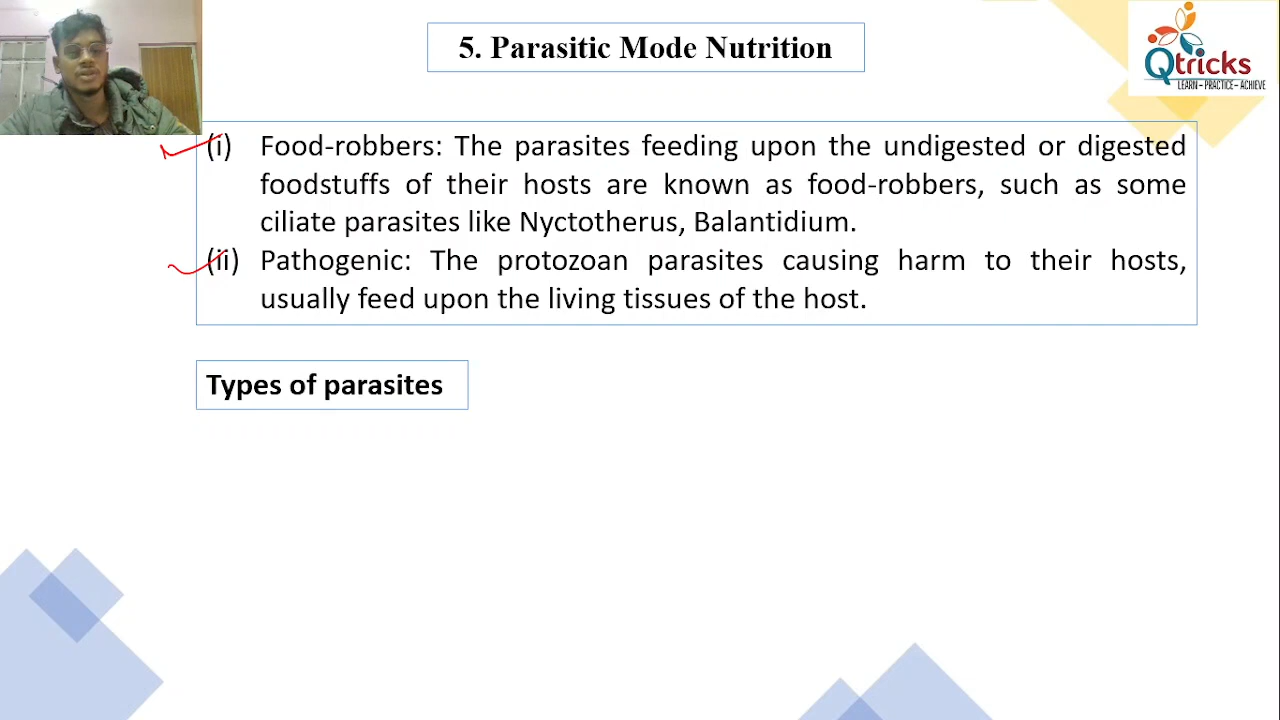 5. Parasitic Mode Nutrition
Qtricks
LEARN – PRACTICE – ACHIEVE
(i) Food-robbers: The parasites feeding upon the undigested or digested
foodstuffs of their hosts are known as food-robbers, such as some
ciliate parasites like Nyctotherus, Balantidium.
(ii) Pathogenic: The protozoan parasites causing harm to their hosts,
usually feed upon the living tissues of the host.
Types of parasites